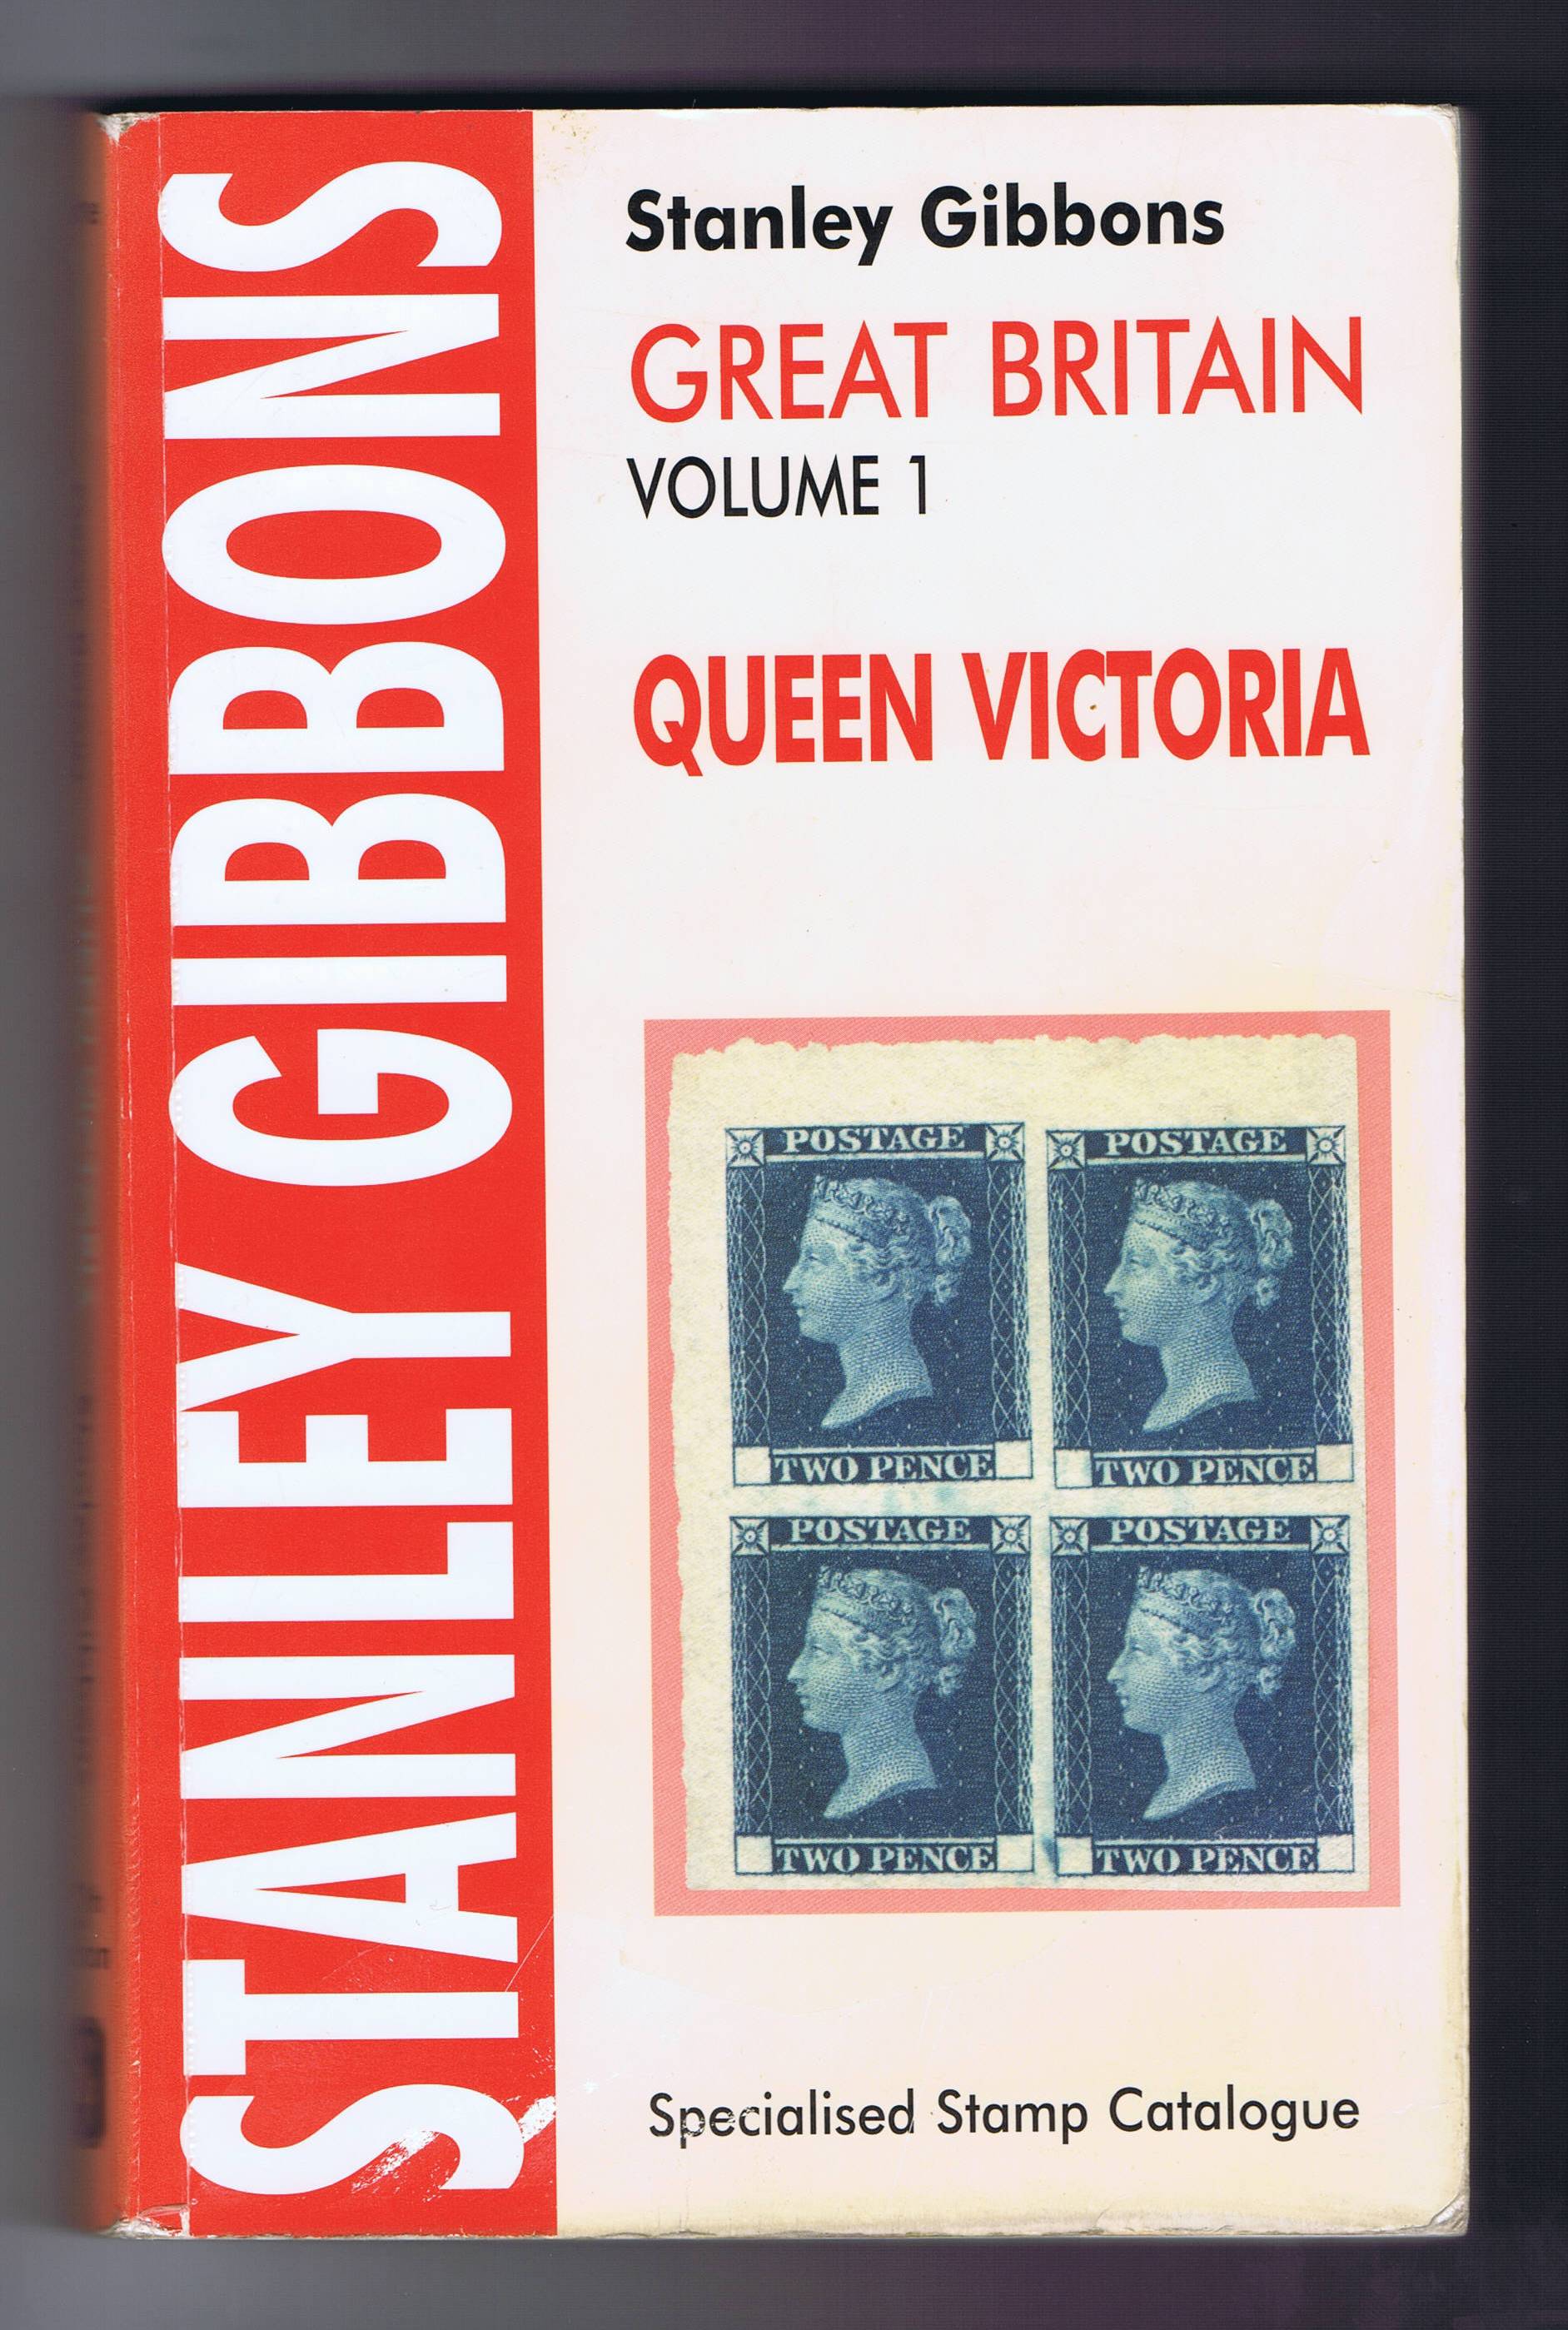 STANLEY GIBBONS
Stanley Gibbons
GREAT BRITAIN
VOLUME 1
QUEEN VICTORIA
POSTAGE POSTAGE
TWO PENCE TWO PENCE
POSTAGE POSTAGE
TWO PENCE TWO PENCE
Specialised Stamp Catalogue